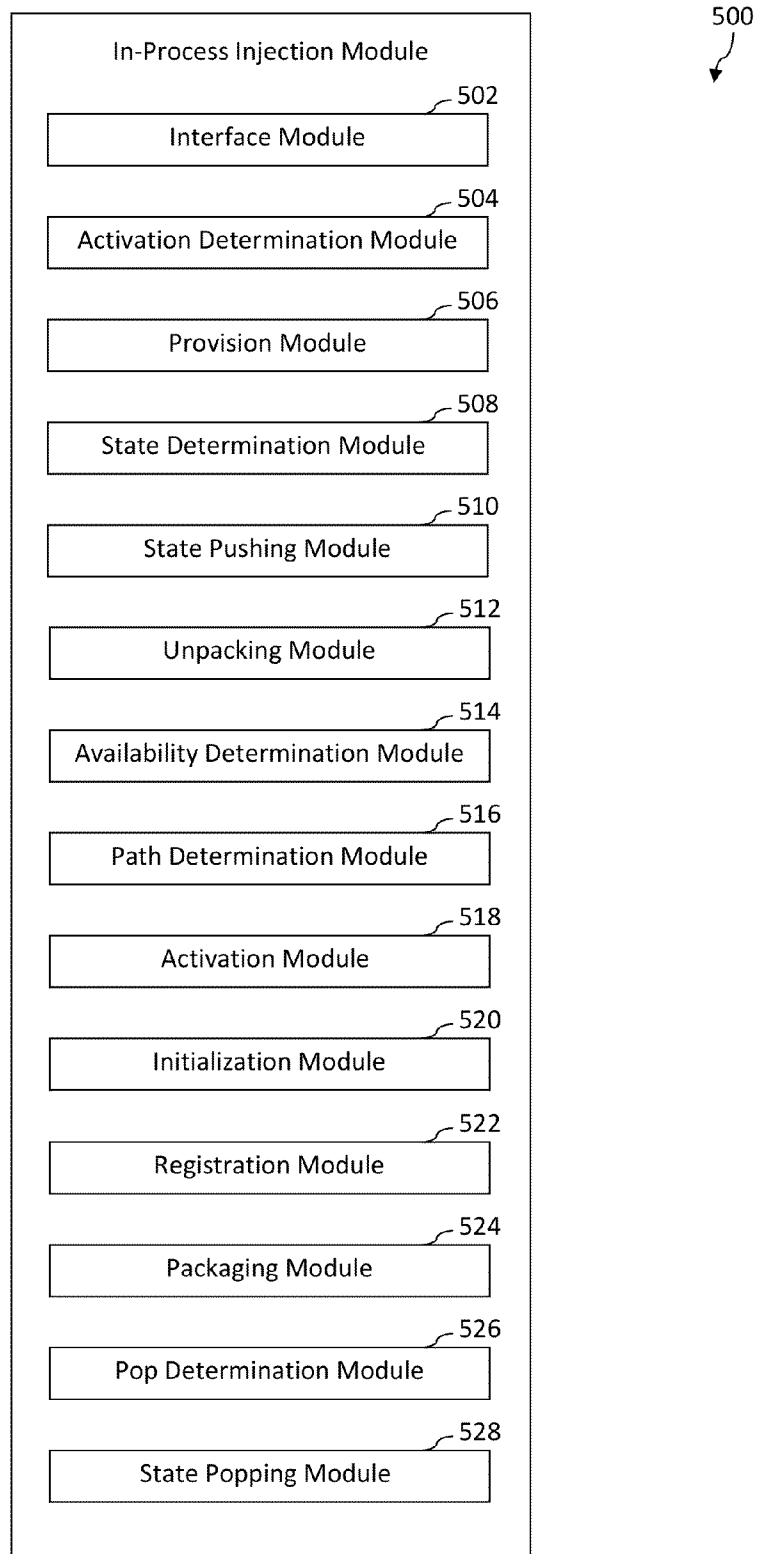 500
In-Process Injection Module
502
Interface Module
504
Activation Determination Module
506
Provision Module
508
State Determination Module
510
State Pushing Module
512
Unpacking Module
514
Availability Determination Module
516
Path Determination Module
518
Activation Module
520
Initialization Module
522
Registration Module
524
Packaging Module
526
Pop Determination Module
528
State Popping Module